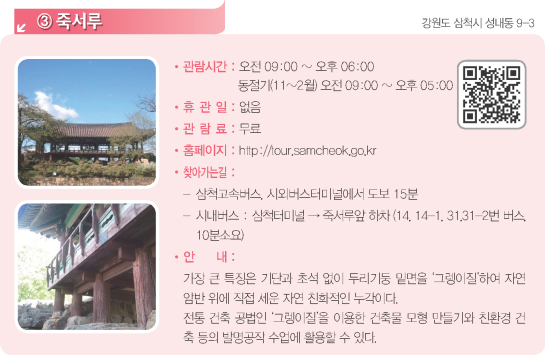 ③ 죽서루
강원도 삼척시 성내동 9-3
• 관람시간 : 오전 09:00 ~ 오후 06:00
동절기(11~2월) 오전 09:00 ~ 오후 05:00
• 휴 관 일 : 없음
• 관 람 료 : 무료
• 홈페이지 : http://tour.samcheok.go.kr
• 찾아가는길 :
- 삼척고속버스, 시외버스터미널에서 도보 15분
- 시내버스 : 삼척터미널 → 죽서루앞 하차 (14, 14-1, 31,31-2번 버스,
10분소요)
• 안 내 :
가장 큰 특징은 기단과 초석 없이 두리기둥 밑면을 '그렝이질'하여 자연
암반 위에 직접 세운 자연 친화적인 누각이다.
전통 건축 공법인 '그렝이질'을 이용한 건축물 모형 만들기와 친환경 건
축 등의 발명공작 수업에 활용할 수 있다.